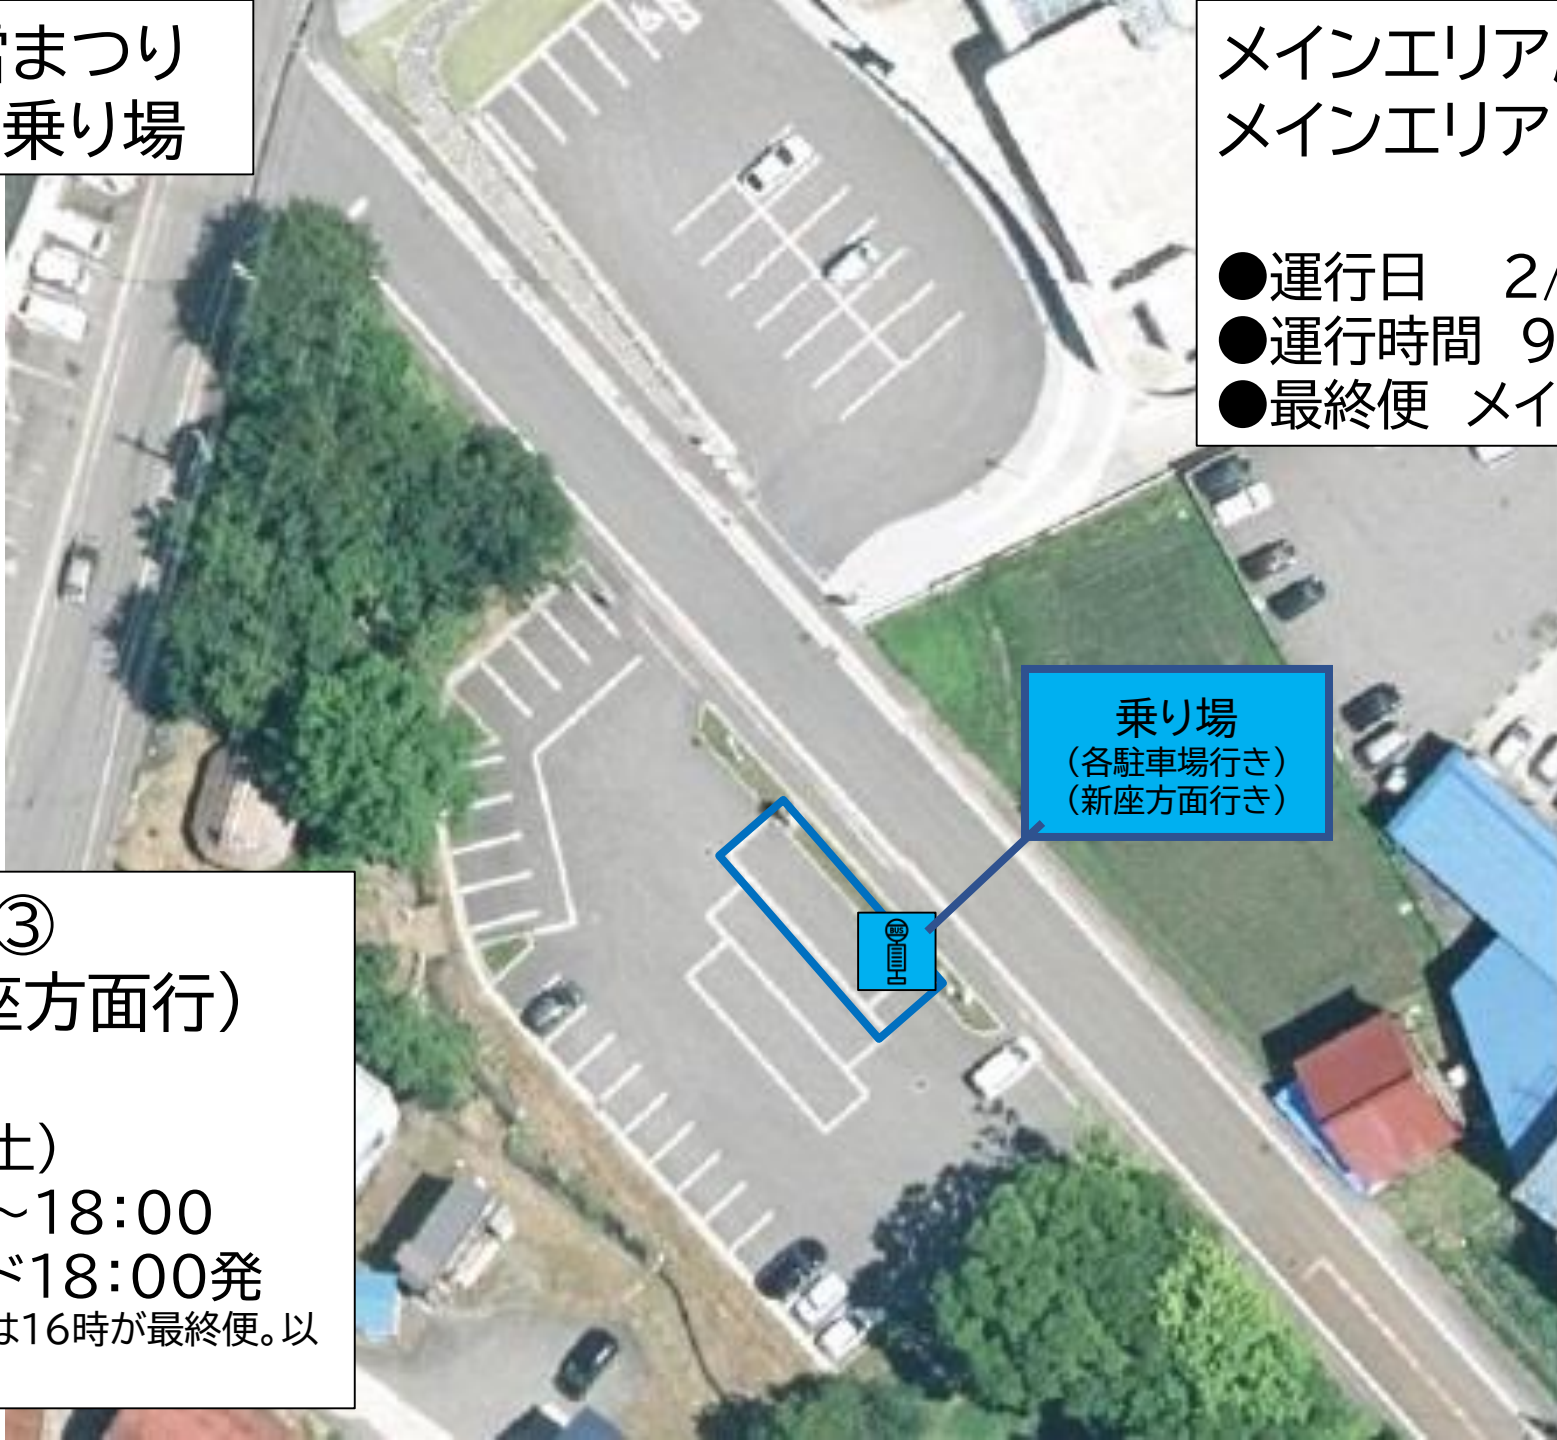 雪まつり
乗り場
メインエリア
メインエリア
●運行日 2/
●運行時間 9
●最終便 メイ
乗り場
（各駐車場行き）
（新座方面行き）
BUS
③
座方面行）
土）
～18：00
ド18：00発
は16時が最終便。以